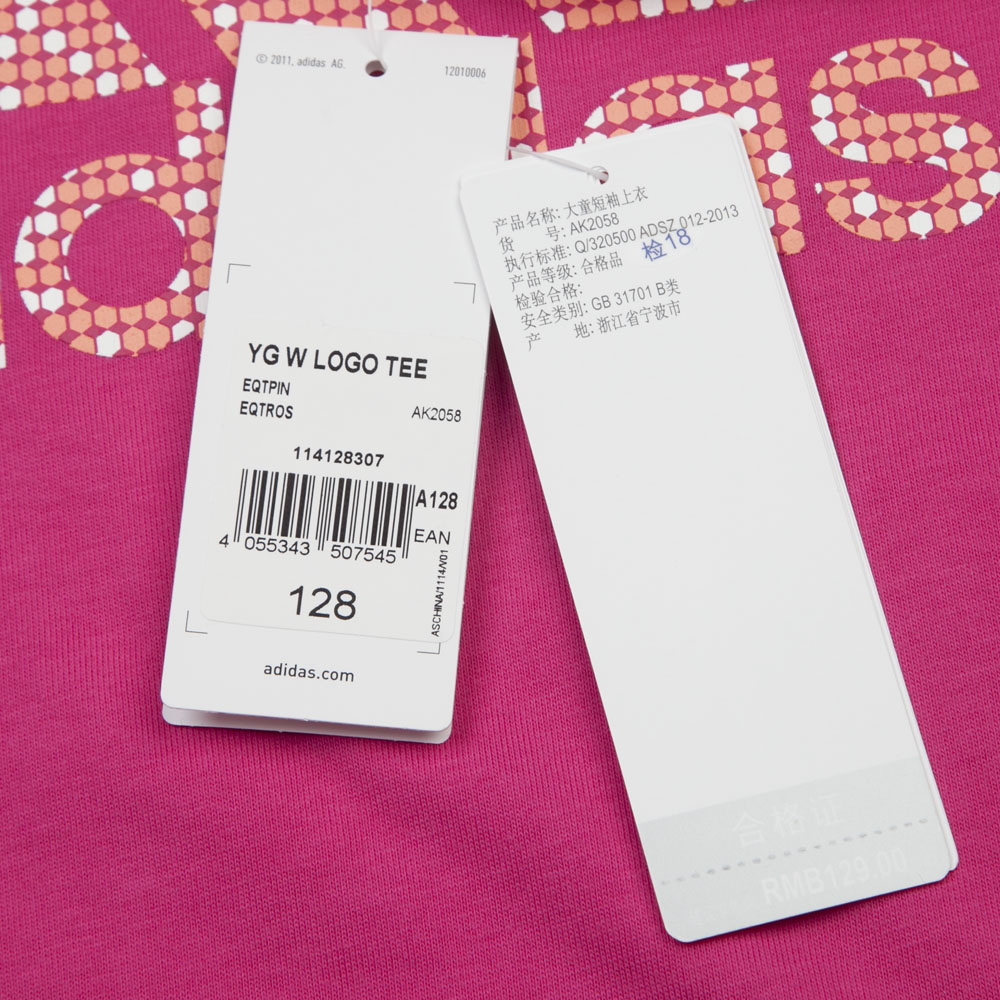 adidas
© 2011, adidas AG.
12010006
YG W LOGO TEE
EQTPIN
EQTROS
AK2058
114128307
A128
EAN
4 055343 507545
ASCHINA/1114/V01
128
adidas.com
产品名称: 大童短袖上衣
货 号: AK2058
执行标准: Q/320500 ADSZ 012-2013
产品等级: 合格品
检验合格: 检18
安全类别: GB 31701 B类
产 地: 浙江省宁波市
合格证
RMB129.00